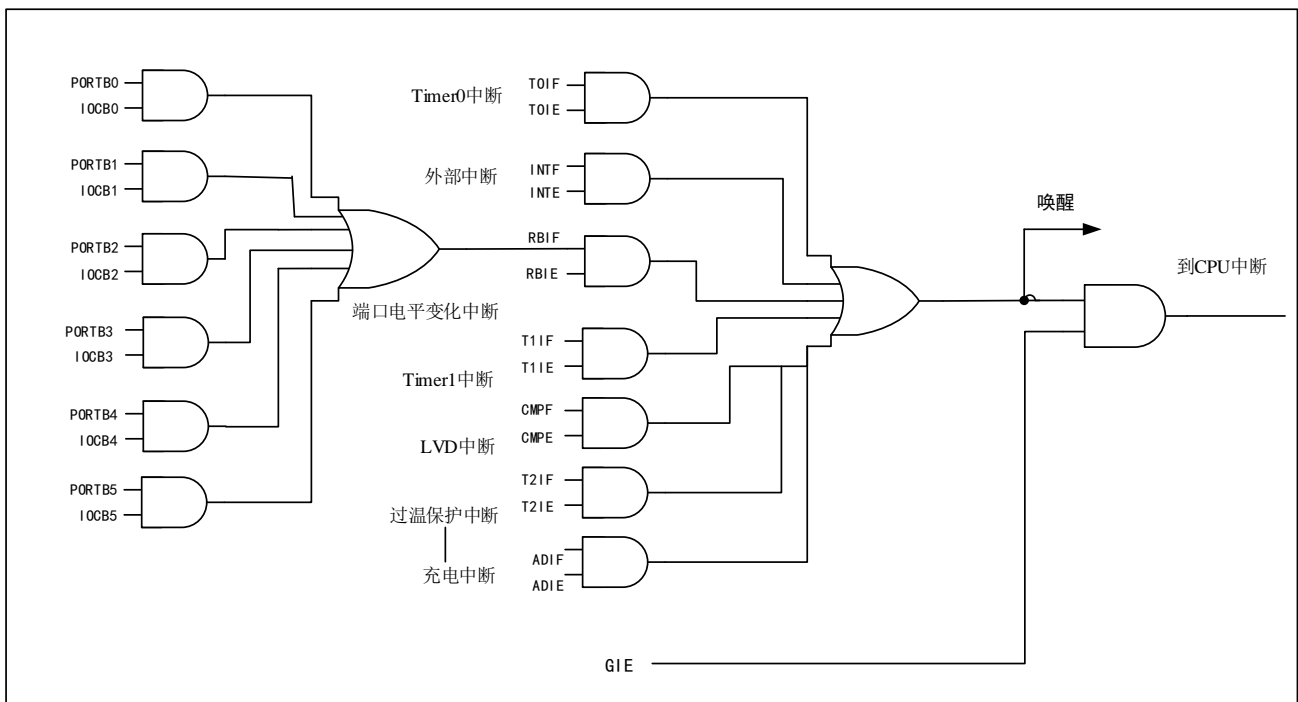 PORTB0
IOCB0
PORTB1
IOCB1
PORTB2
IOCB2
PORTB3
IOCB3
PORTB4
IOCB4
PORTB5
IOCB5
Timer0中断
T0IF
T0IE
外部中断
INTF
INTE
RBIF
RBIE
端口电平变化中断
T1IF
T1IE
Timer1中断
CMPF
CMPE
LVD中断
T2IF
T2IE
过温保护中断
ADIF
ADIE
充电中断
唤醒
到CPU中断
GIE